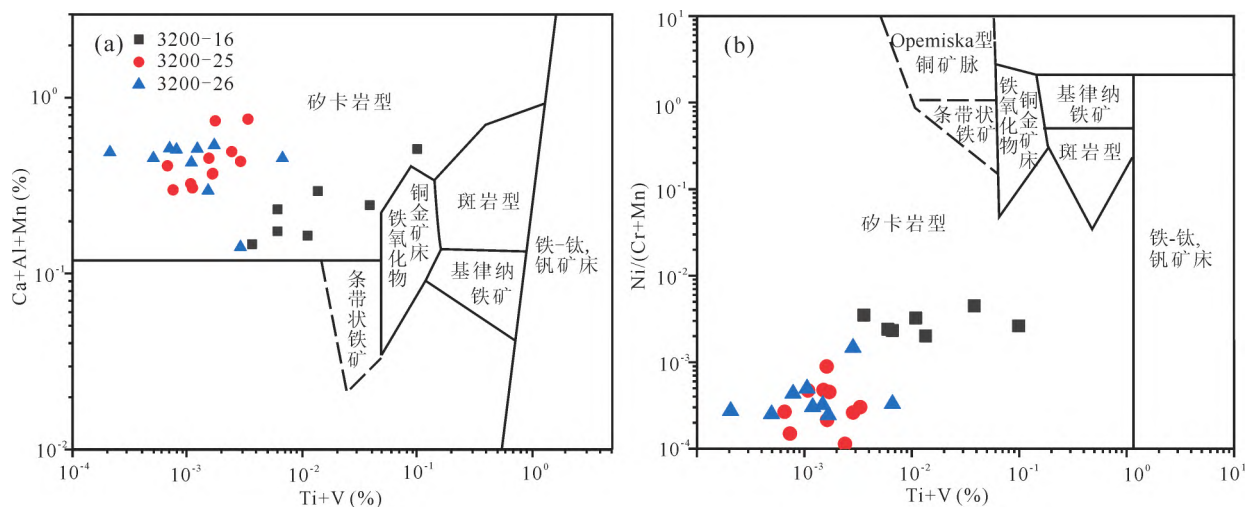 (a)
3200-16
3200-25
3200-26
矽卡岩型
铁氧化物
铜金矿床
斑岩型
基律纳
铁矿
条带状铁矿
铁-钛,
钒矿床
10⁰
10⁻¹
10⁻²
10⁻⁴
10⁻³
10⁻²
10⁻¹
10⁰
Ca+Al+Mn(%)
Ti+V(%)
(b)
Opemiska型
铜矿脉
条带状
铁矿
铁氧化物
铜金矿床
基律纳
铁矿
斑岩型
矽卡岩型
铁-钛,
钒矿床
10¹
10⁰
10⁻¹
10⁻²
10⁻³
10⁻⁴
10⁻³
10⁻²
10⁻¹
10⁰
10¹
Ni/(Cr+Mn)
Ti+V(%)